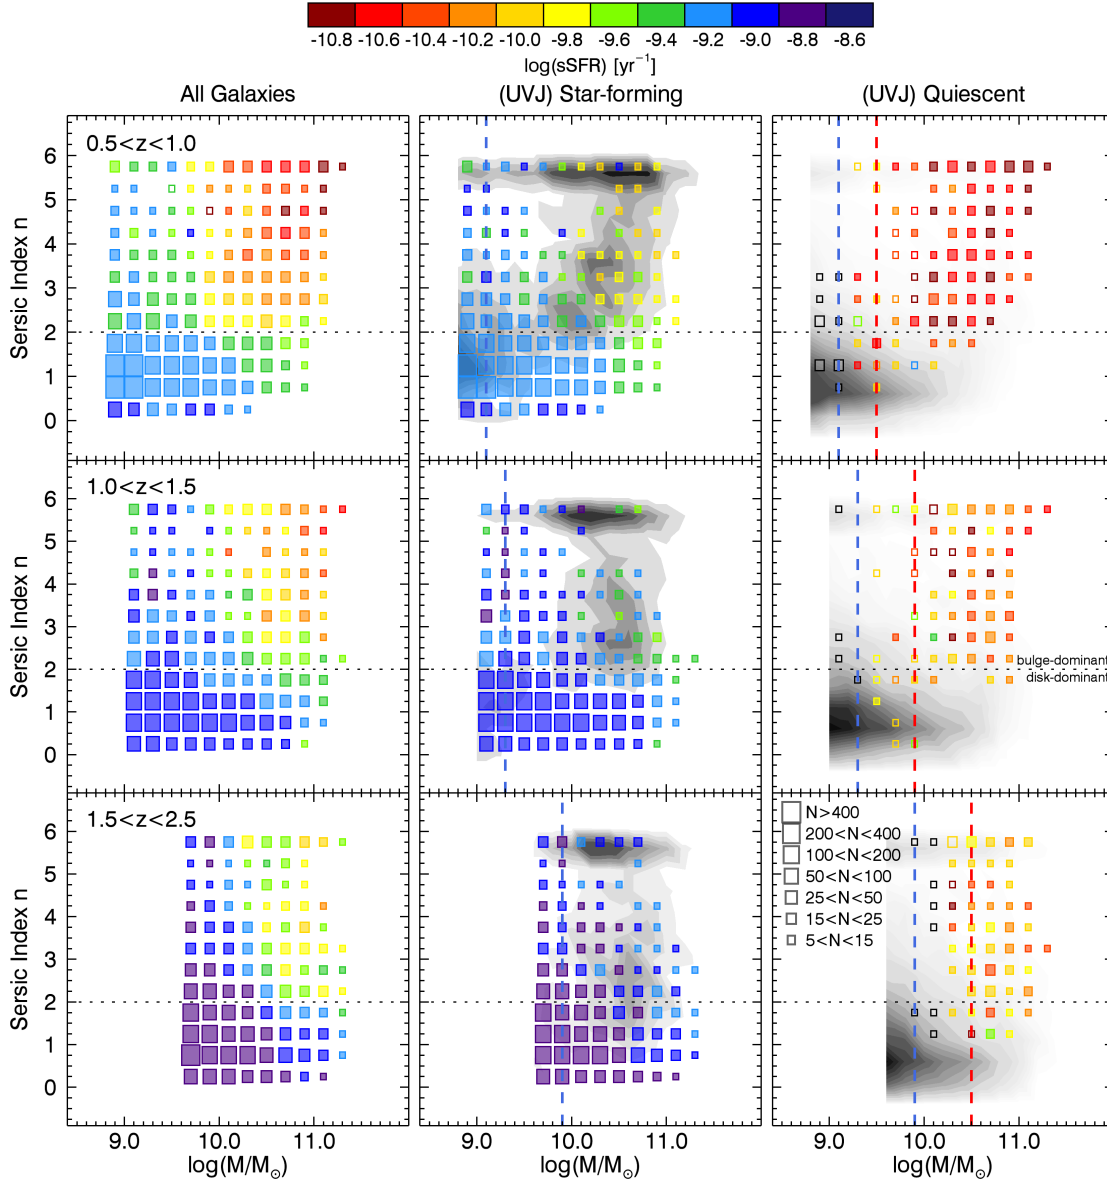 -10.8 -10.6 -10.4 -10.2 -10.0 -9.8 -9.6 -9.4 -9.2 -9.0 -8.8 -8.6
log(sSFR) [yr⁻¹]
All Galaxies (UVJ) Star-forming (UVJ) Quiescent
0.5<z<1.0
6
5
4
3
2
1
0
Sersic Index n
1.0<z<1.5
6
5
4
3
2
1
0
Sersic Index n
bulge-dominant
disk-dominant
1.5<z<2.5
6
5
4
3
2
1
0
Sersic Index n
N>400
200<N<400
100<N<200
50<N<100
25<N<50
15<N<25
5<N<15
9.0 10.0 11.0 9.0 10.0 11.0 9.0 10.0 11.0
log(M/M⊙) log(M/M⊙) log(M/M⊙)